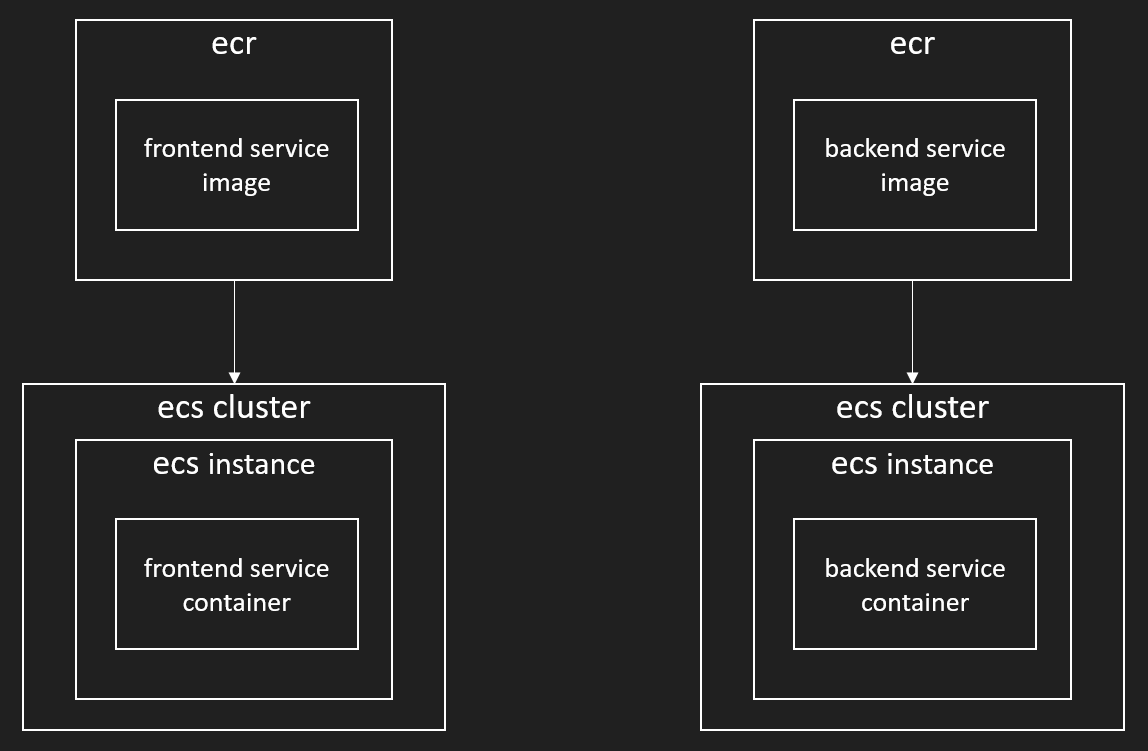 ecr
frontend service
image
ecs cluster
ecs instance
frontend service
container
ecr
backend service
image
ecs cluster
ecs instance
backend service
container